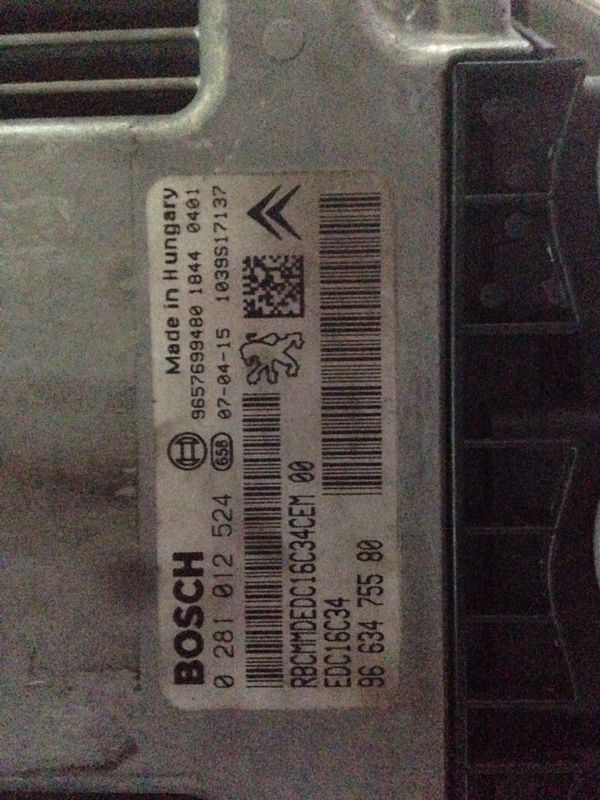 BOSCH
0 281 012 524
Made in Hungary
9657699480 1844 0401
G58
07-04-15 1039S17137
RBCMMDEDC16C34CEM 00
EDC16C34
96 634 755 80